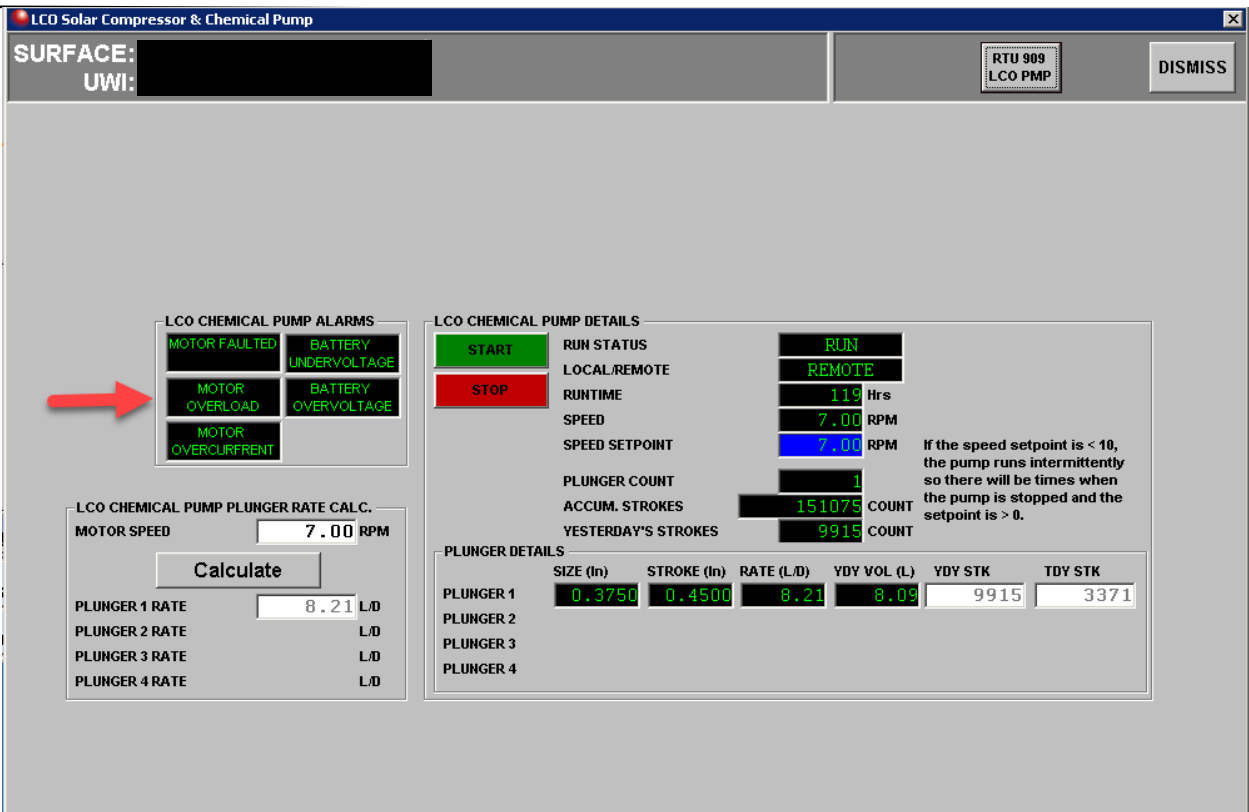 LCO Solar Compressor & Chemical Pump
SURFACE:
UWI:
RTU 909
LCO PMP
DISMISS
LCO CHEMICAL PUMP ALARMS
MOTOR FAULTED
BATTERY
UNDERVOLTAGE
MOTOR
OVERLOAD
BATTERY
OVERVOLTAGE
MOTOR
OVERCURFRENT
LCO CHEMICAL PUMP PLUNGER RATE CALC.
MOTOR SPEED 7.00 RPM
Calculate
PLUNGER 1 RATE 8.21 L/D
PLUNGER 2 RATE L/D
PLUNGER 3 RATE L/D
PLUNGER 4 RATE L/D
LCO CHEMICAL PUMP DETAILS
START
STOP
RUN STATUS RUN
LOCAL/REMOTE REMOTE
RUNTIME 119 Hrs
SPEED 7.00 RPM
SPEED SETPOINT 7.00 RPM
PLUNGER COUNT 1
ACCUM. STROKES 151075 COUNT
YESTERDAY'S STROKES 9915 COUNT
If the speed setpoint is < 10,
the pump runs intermittently
so there will be times when
the pump is stopped and the
setpoint is > 0.
PLUNGER DETAILS
SIZE (In) STROKE (In) RATE (L/D) YDY VOL (L) YDY STK TDY STK
PLUNGER 1 0.3750 0.4500 8.21 8.09 9915 3371
PLUNGER 2
PLUNGER 3
PLUNGER 4